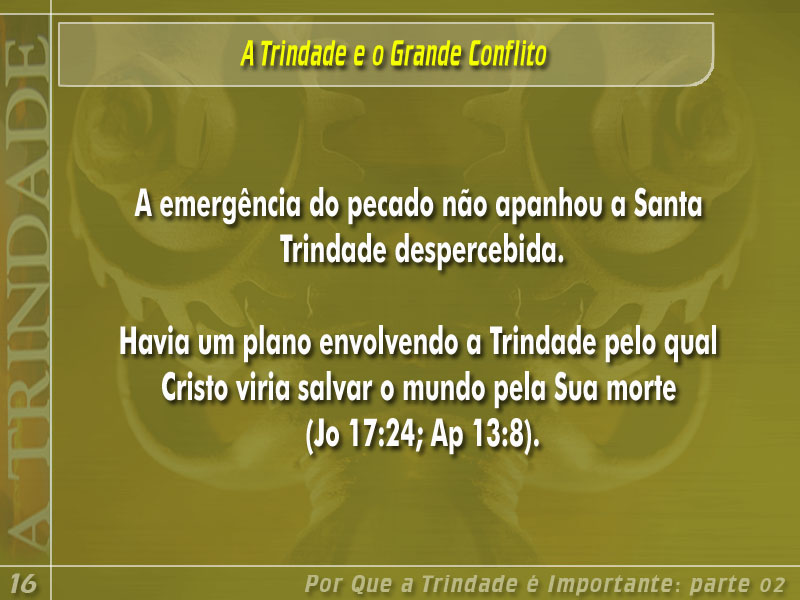 A TRINDADE
A Trindade e o Grande Conflito
A emergência do pecado não apanhou a Santa
Trindade despercebida.
Havia um plano envolvendo a Trindade pelo qual
Cristo viria salvar o mundo pela Sua morte
(Jo 17:24; Ap 13:8).
16
Por Que a Trindade é Importante: parte 02